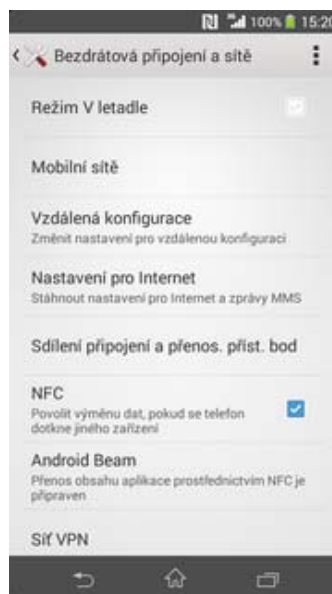 100% 15:20
Bezdrátová připojení a sítě
Režim V letadle
Mobilní sítě
Vzdálená konfigurace
Změnit nastavení pro vzdálenou konfiguraci
Nastavení pro Internet
Stáhnout nastavení pro Internet a zprávy MMS
Sdílení připojení a přenos. příst. bod
NFC
Povolit výměnu dat, pokud se telefon
dotkne jiného zařízení
Android Beam
Přenos obsahu aplikace prostřednictvím NFC je
připraven
Síť VPN